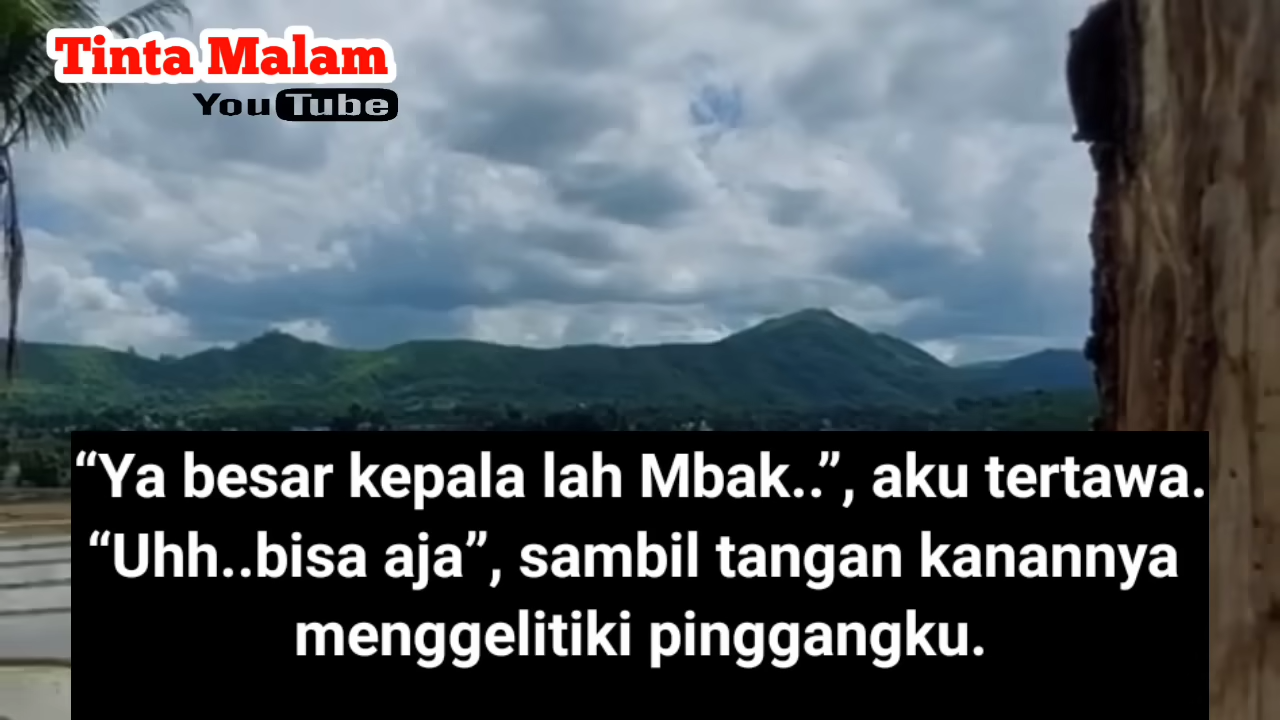 Tinta Malam
YouTube
“Ya besar kepala lah Mbak..”, aku tertawa.
“Uhh..bisa aja”, sambil tangan kanannya
menggelitiki pinggangku.